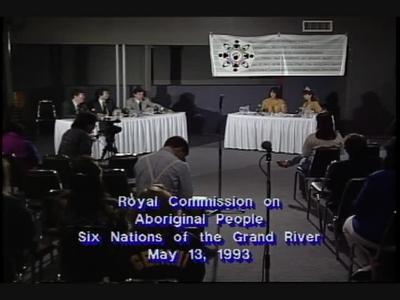 Royal Commission on
Aboriginal People
Six Nations of the Grand River
May 13, 1993